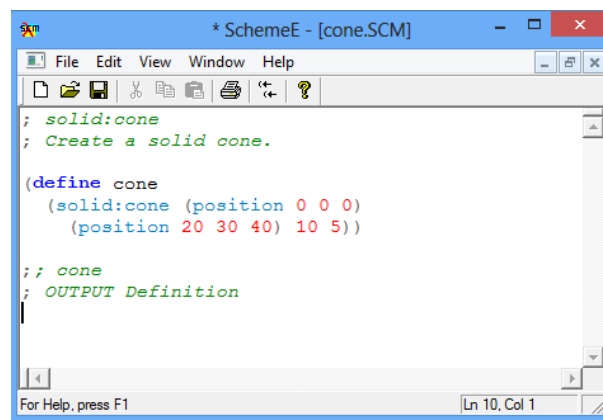 * SchemeE - [cone.SCM]
File Edit View Window Help
; solid:cone
; Create a solid cone.
(define cone
(solid:cone (position 0 0 0)
(position 20 30 40) 10 5))
;; cone
; OUTPUT Definition
For Help, press F1
Ln 10, Col 1